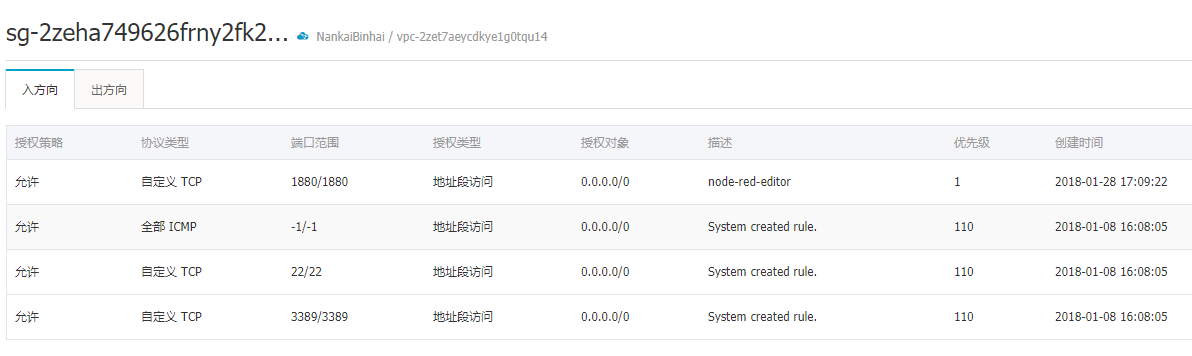 sg-2zeha749626frny2fk2... NankaiBinhai / vpc-2zet7aeycdkye1g0tqu14
入方向 出方向
授权策略 协议类型 端口范围 授权类型 授权对象 描述 优先级 创建时间
允许 自定义 TCP 1880/1880 地址段访问 0.0.0.0/0 node-red-editor 1 2018-01-28 17:09:22
允许 全部 ICMP -1/-1 地址段访问 0.0.0.0/0 System created rule. 110 2018-01-08 16:08:05
允许 自定义 TCP 22/22 地址段访问 0.0.0.0/0 System created rule. 110 2018-01-08 16:08:05
允许 自定义 TCP 3389/3389 地址段访问 0.0.0.0/0 System created rule. 110 2018-01-08 16:08:05